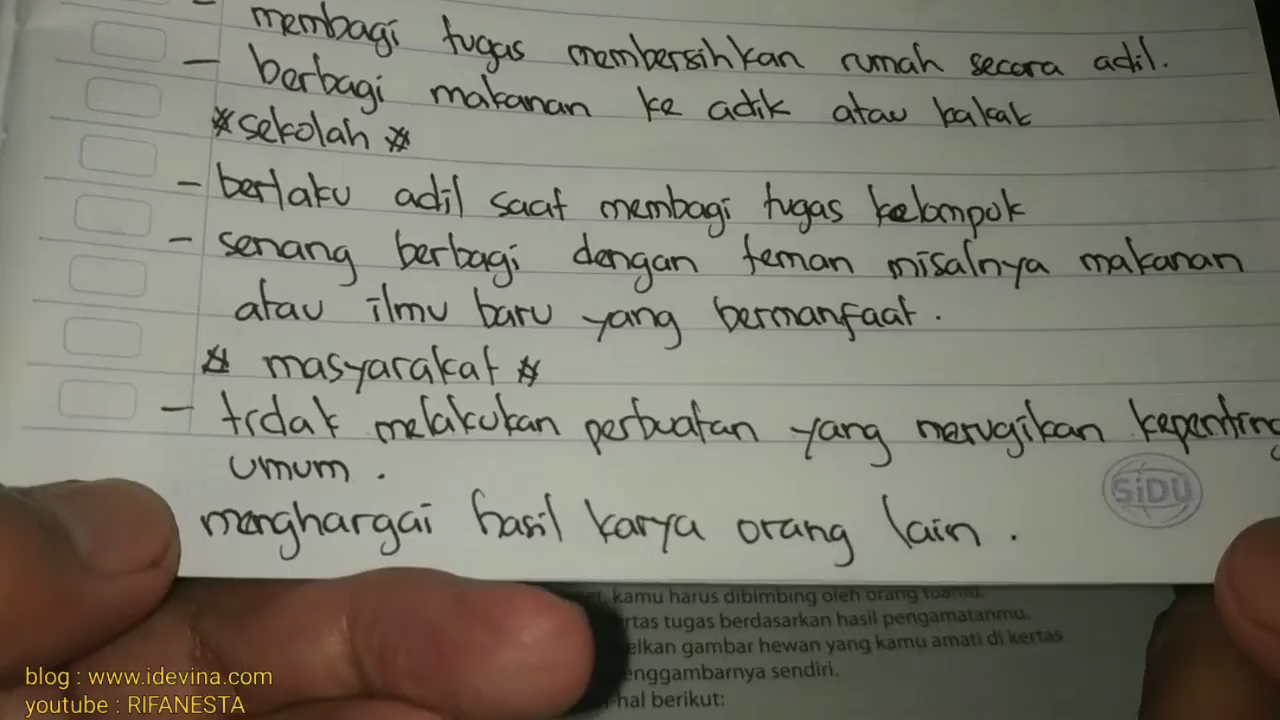 - membagi tugas membersihkan rumah secara adil.
- berbagi makanan ke adik atau kakak
* sekolah *
- berlaku adil saat membagi tugas kelompok
- senang berbagi dengan teman misalnya makanan
atau ilmu baru yang bermanfaat.
* masyarakat *
- tidak melakukan perbuatan yang merugikan kepenting
umum.
menghargai hasil karya orang lain.
SiDU
kamu harus dibimbing oleh orang tuamu.
rtas tugas berdasarkan hasil pengamatanmu.
elkan gambar hewan yang kamu amati di kertas
enggambarnya sendiri.
hal berikut:
blog : www.idevina.com
youtube : RIFANESTA